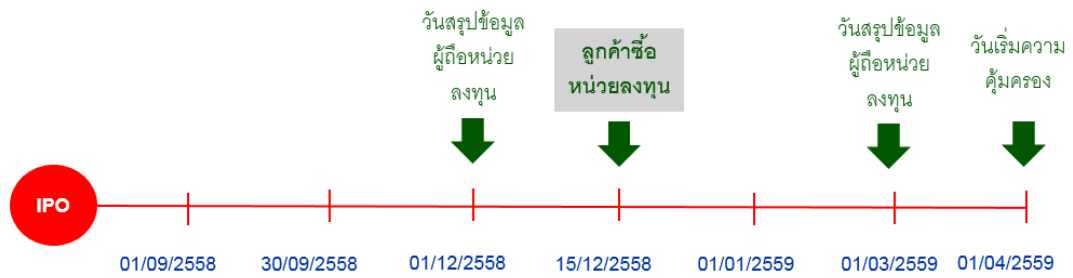 วันสรุปข้อมูล
ผู้ถือหน่วย
ลงทุน
ลูกค้าซื้อ
หน่วยลงทุน
วันสรุปข้อมูล
ผู้ถือหน่วย
ลงทุน
วันเริ่มความ
คุ้มครอง
IPO
01/09/2558
30/09/2558
01/12/2558
15/12/2558
01/01/2559
01/03/2559
01/04/2559